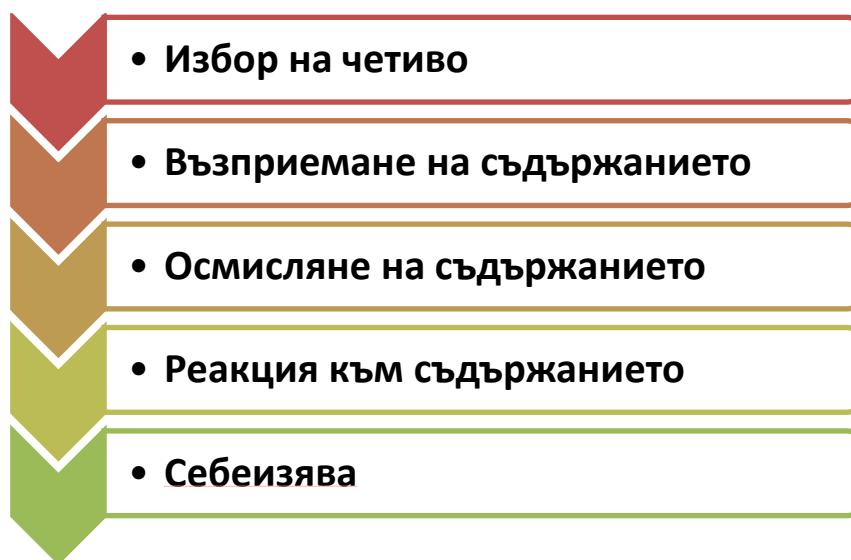 • Избор на четиво
• Възприемане на съдържанието
• Осмисляне на съдържанието
• Реакция към съдържанието
• Себеизява